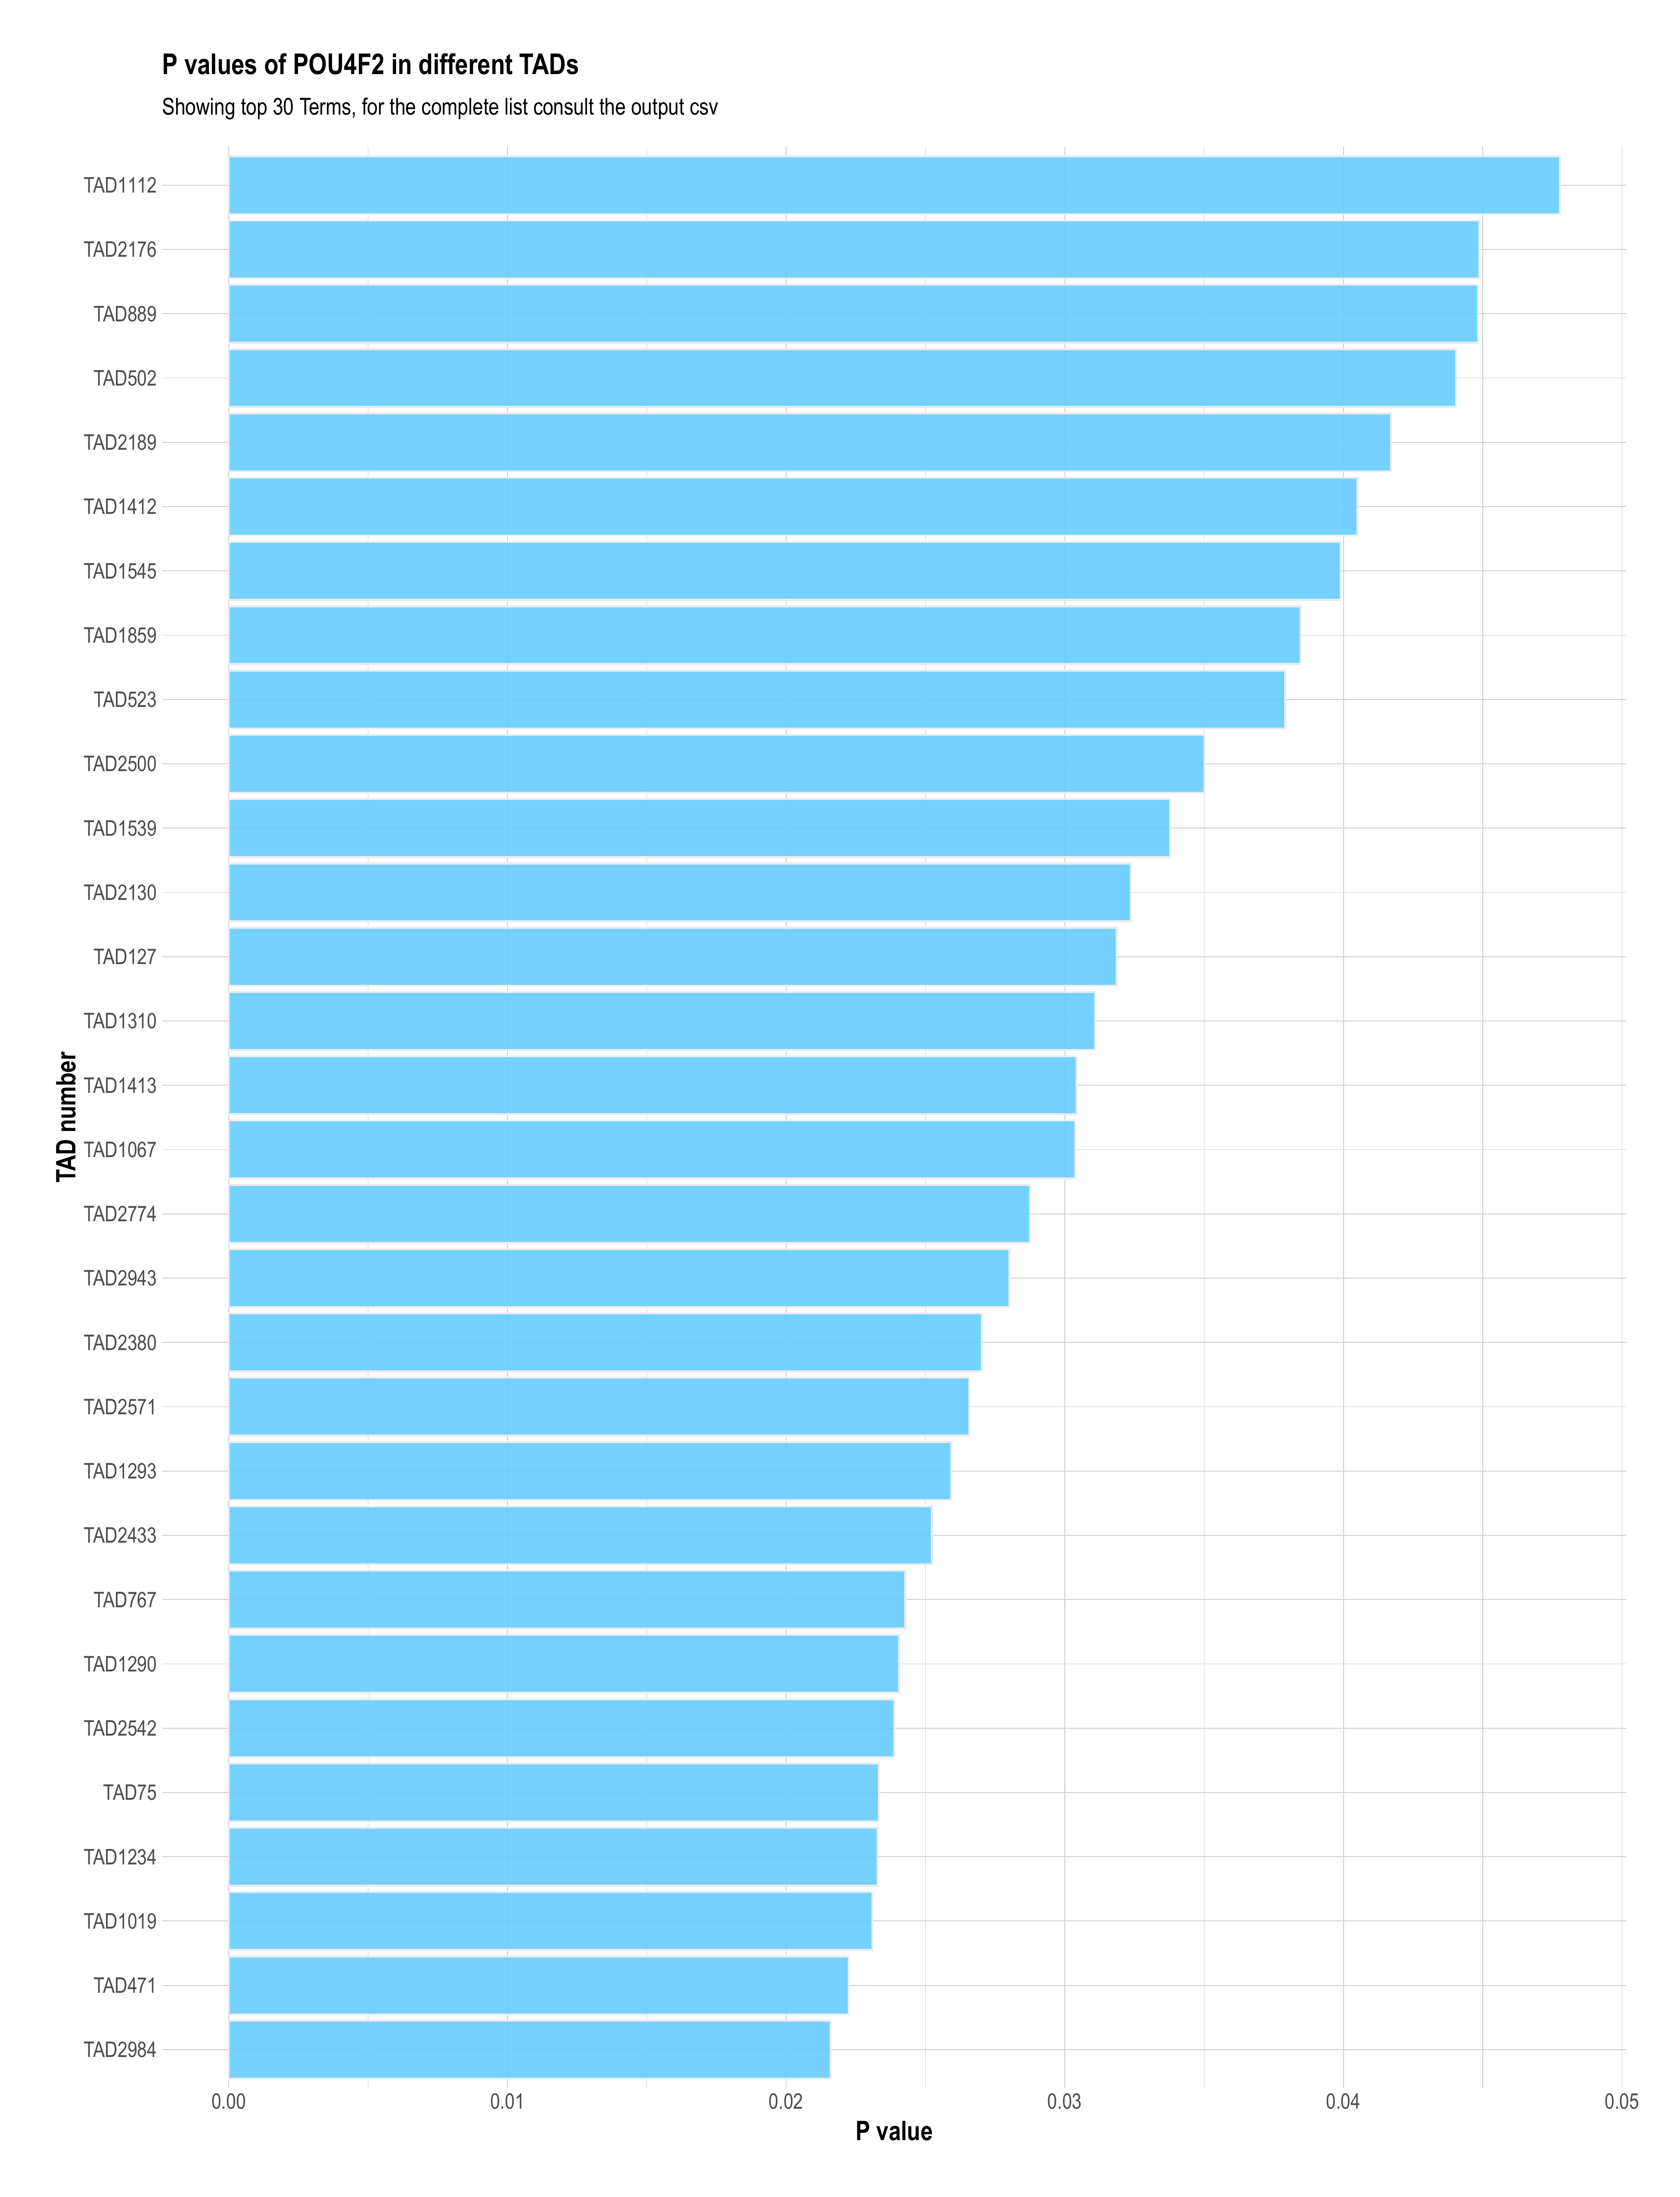 P values of POU4F2 in different TADs
Showing top 30 Terms, for the complete list consult the output csv
TAD number
TAD1112
TAD2176
TAD889
TAD502
TAD2189
TAD1412
TAD1545
TAD1859
TAD523
TAD2500
TAD1539
TAD2130
TAD127
TAD1310
TAD1413
TAD1067
TAD2774
TAD2943
TAD2380
TAD2571
TAD1293
TAD2433
TAD767
TAD1290
TAD2542
TAD75
TAD1234
TAD1019
TAD471
TAD2984
0.00 0.01 0.02 0.03 0.04 0.05
P value